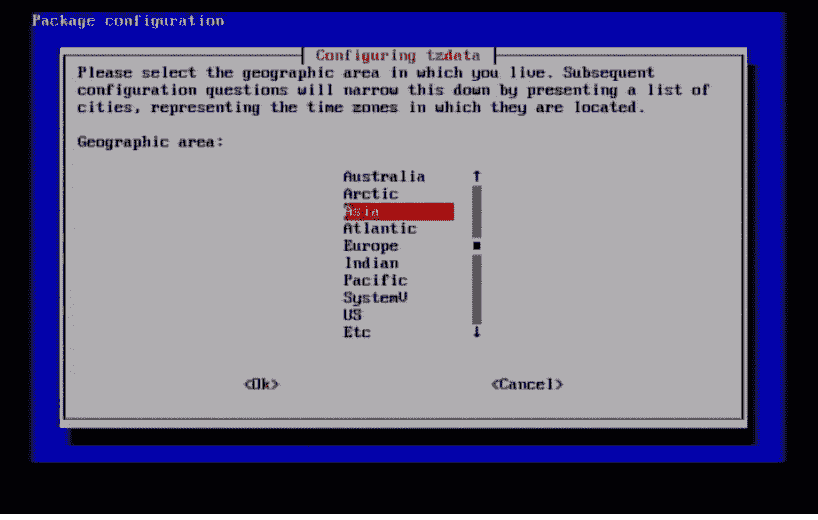 Package configuration
Configuring tzdata
Please select the geographic area in which you live. Subsequent
configuration questions will narrow this down by presenting a list of
cities, representing the time zones in which they are located.
Geographic area:
Australia
Arctic
Asia
Atlantic
Europe
Indian
Pacific
SystemV
US
Etc
<Ok> <Cancel>